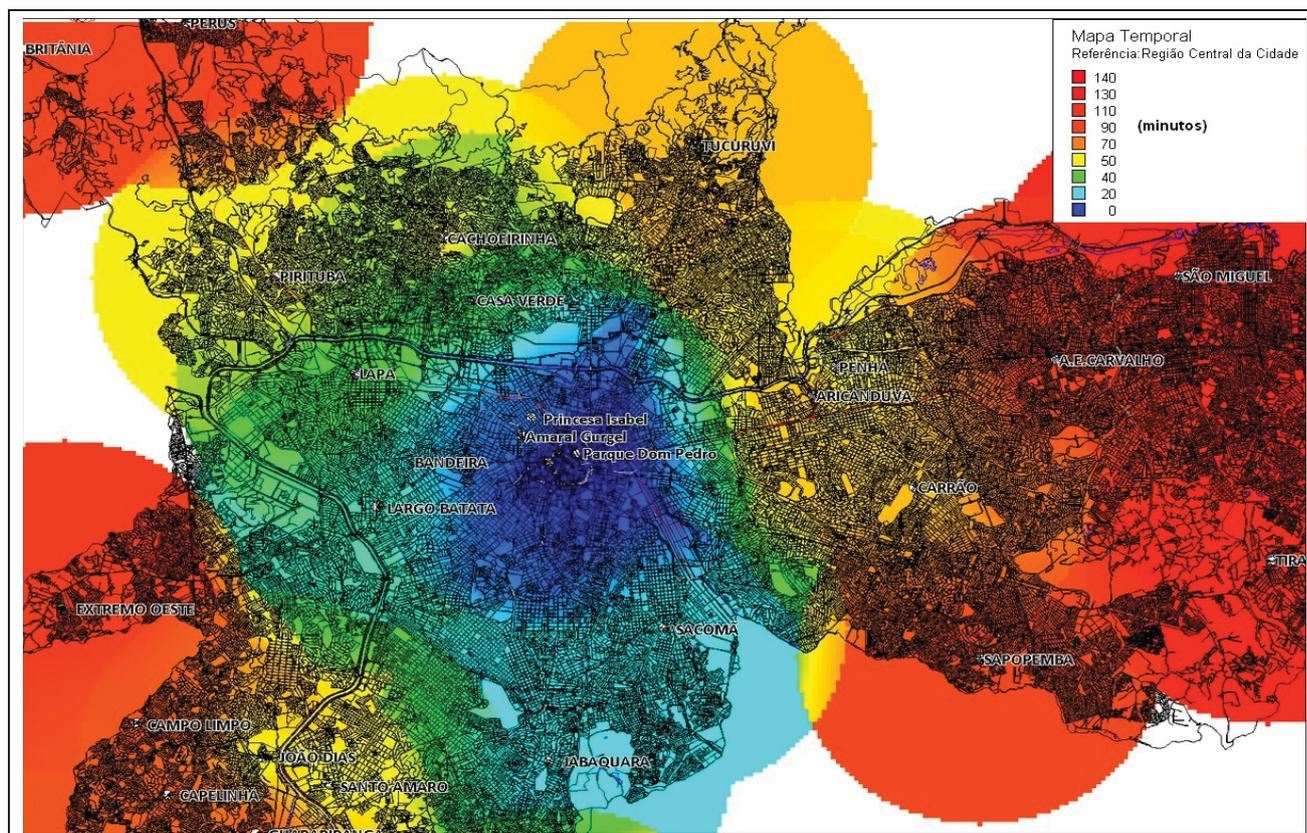 PERUS
BRITÂNIA
Mapa Temporal
Referência:Região Central da Cidade
140
130
110
90
(minutos)
70
50
40
20
0
TUCURUVI
CACHOEIRINHA
PIRITUBA
SÃO MIGUEL
CASA VERDE
A.E.CARVALHO
LAPA
PENHA
ARICANDUVA
Princesa Isabel
Amaral Gurgel
Parque Dom Pedro
BANDEIRA
CARRÃO
LARGO BATATA
TIRA
EXTREMO OESTE
SACOMÃ
SAPOPEMBA
CAMPO LIMPO
JOÃO DIAS
JABAQUARA
SANTO AMARO
CAPELINHA
GUARAPIRANGA